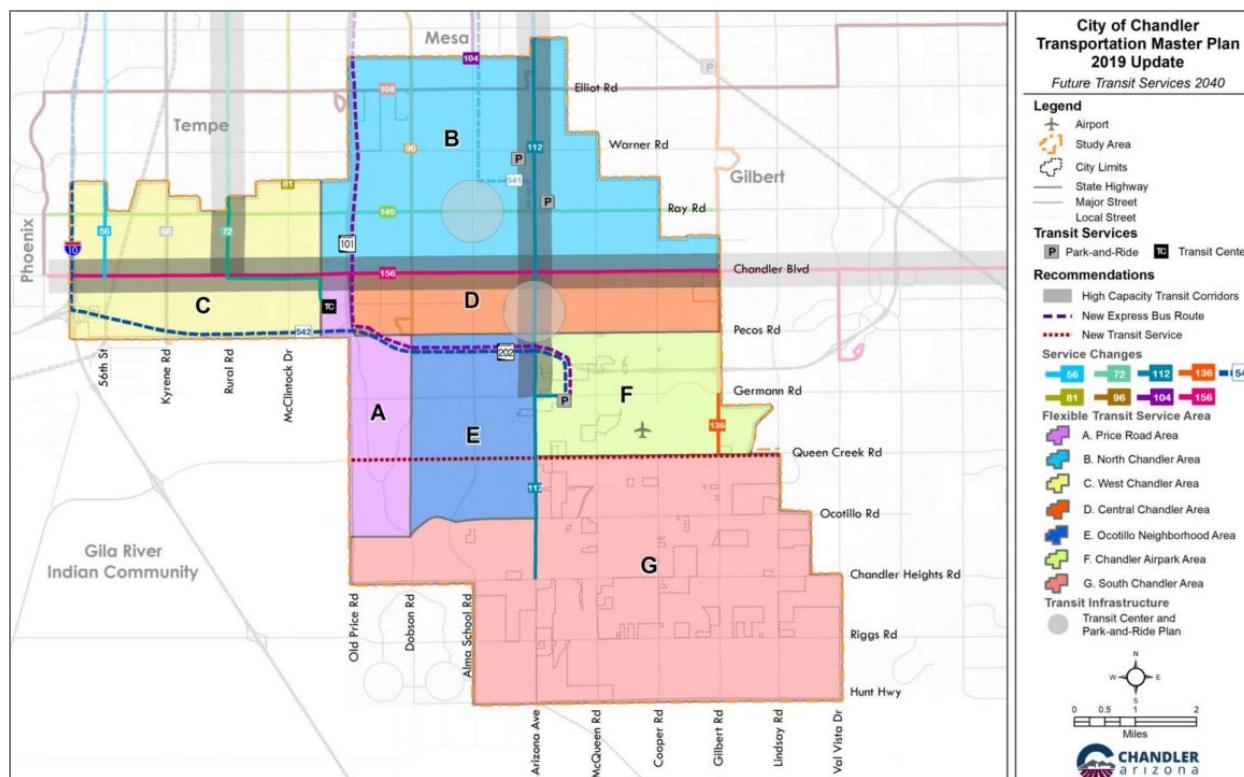 Mesa
104
Elliot Rd
108
Tempe
B
Warner Rd
96
112
P
541
Gilbert
81
P
Phoenix
56
66
72
140
Ray Rd
10
101
156
Chandler Blvd
C
TC
D
542
Pecos Rd
202
56th St
Kyrene Rd
Rural Rd
McClintock Dr
A
F
Germann Rd
P
E
136
Queen Creek Rd
112
Ocotillo Rd
Gila River
Indian Community
G
Chandler Heights Rd
Old Price Rd
Dobson Rd
Alma School Rd
Riggs Rd
Hunt Hwy
Arizona Ave
McQueen Rd
Cooper Rd
Gilbert Rd
Lindsay Rd
Val Vista Dr
City of Chandler
Transportation Master Plan
2019 Update
Future Transit Services 2040
Legend
Airport
Study Area
City Limits
State Highway
Major Street
Local Street
Transit Services
P Park-and-Ride TC Transit Cente
Recommendations
High Capacity Transit Corridors
New Express Bus Route
New Transit Service
Service Changes
56 72 112 136 54
81 96 104 156
Flexible Transit Service Area
A. Price Road Area
B. North Chandler Area
C. West Chandler Area
D. Central Chandler Area
E. Ocotillo Neighborhood Area
F. Chandler Airpark Area
G. South Chandler Area
Transit Infrastructure
Transit Center and
Park-and-Ride Plan
N
W E
S
0 0.5 1 2
Miles
CHANDLER
arizona